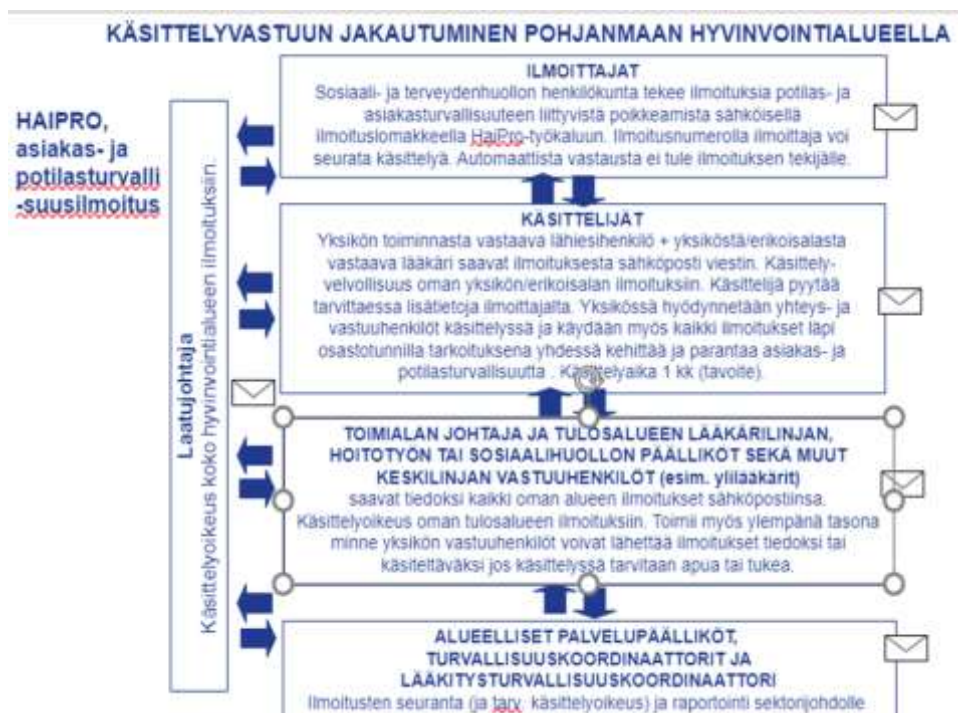 KÄSITTELYVASTUUN JAKAUTUMINEN POHJANMAAN HYVINVOINTIALUEELLA
HAIPRO,
asiakas- ja
potilasturvalli
-suusilmoitus
Laatujohtaja
Käsittelyoikeus koko hyvinvointialueen ilmoituksiin.
ILMOITTAJAT
Sosiaali- ja terveydenhuollon henkilökunta tekee ilmoituksia potilas- ja
asiakasturvallisuuteen liittyvistä poikkeamista sähköisellä
ilmoituslomakkeella HaiPro-työkaluun. Ilmoitusnumerolla ilmoittaja voi
seurata käsittelyä. Automaattista vastausta ei tule ilmoituksen tekijälle.
KÄSITTELIJÄT
Yksikön toiminnasta vastaava lähiesihenkilö + yksiköstä/erikoisalasta
vastaava lääkäri saavat ilmoituksesta sähköposti viestin. Käsittely-
velvollisuus oman yksikön/erikoisalan ilmoituksiin. Käsittelijä pyytää
tarvittaessa lisätietoja ilmoittajalta. Yksikössä hyödynnetään yhteys- ja
vastuuhenkilöt käsittelyssä ja käydään myös kaikki ilmoitukset läpi
osastotunnilla tarkoituksena yhdessä kehittää ja parantaa asiakas- ja
potilasturvallisuutta . Käsittelyaika 1 kk (tavoite).
TOIMIALAN JOHTAJA JA TULOSALUEEN LÄÄKÄRILINJAN,
HOITOTYÖN TAI SOSIAALIHUOLLON PÄÄLLIKÖT SEKÄ MUUT
KESKILINJAN VASTUUHENKILÖT (esim. ylilääkärit)
saavat tiedoksi kaikki oman alueen ilmoitukset sähköpostiinsa.
Käsittelyoikeus oman tulosalueen ilmoituksiin. Toimii myös ylempänä tasona
minne yksikön vastuuhenkilöt voivat lähettää ilmoitukset tiedoksi tai
käsiteltäväksi jos käsittelyssä tarvitaan apua tai tukea.
ALUEELLISET PALVELUPÄÄLLIKÖT,
TURVALLISUUSKOORDINAATTORIT JA
LÄÄKITYSTURVALLISUUSKOORDINAATTORI
Ilmoitusten seuranta (ja tarv. käsittelyoikeus) ja raportointi sektorijohdolle